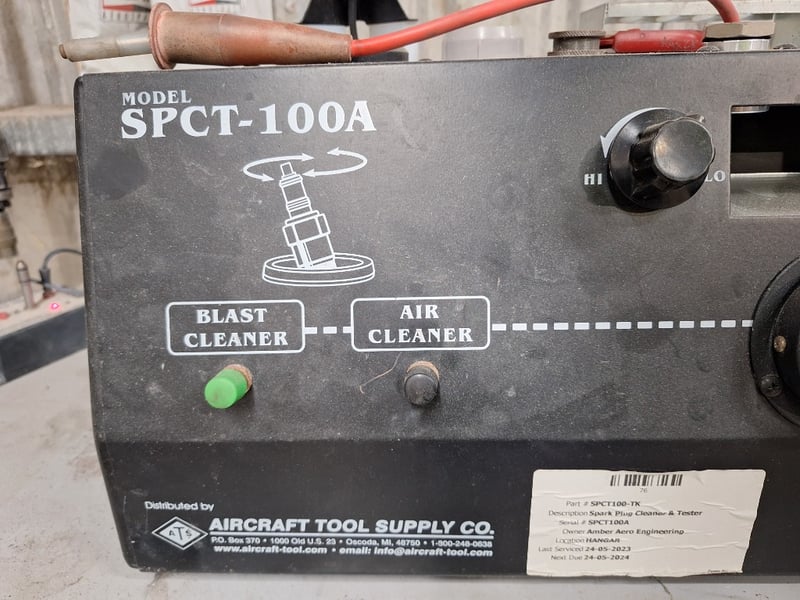 MODEL
SPCT-100A
HI LO
BLAST
CLEANER
AIR
CLEANER
Distributed by
ATS
AIRCRAFT TOOL SUPPLY CO.
P.O. Box 370 • 1000 Old U.S. 23 • Oscoda, MI, 48750 • 1-800-248-0638
www.aircraft-tool.com • email: info@aircraft-tool.com
76
Part # SPCT100-TK
Description Spark Plug Cleaner & Tester
Serial # SPCT100A
Owner Amber Aero Engineering
Location HANGAR
Last Serviced 24-05-2023
Next Due 24-05-2024